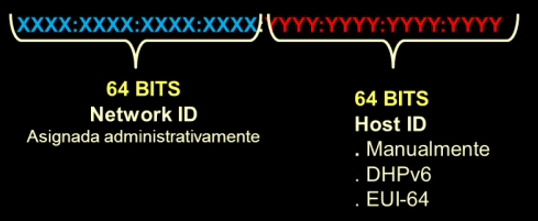 XXXX:XXXX:XXXX:XXXX:YYYY:YYYY:YYYY:YYYY
64 BITS
Network ID
Asignada administrativamente
64 BITS
Host ID
. Manualmente
. DHPv6
. EUI-64